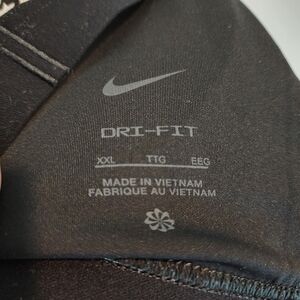 DRI-FIT
XXL TTG EEG
MADE IN VIETNAM
FABRIQUE AU VIETNAM